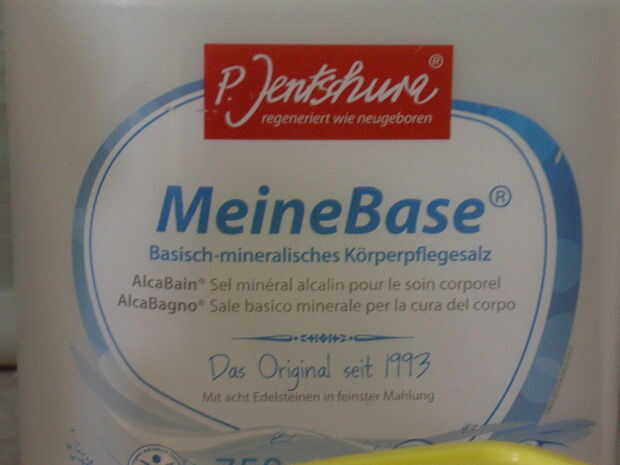 P. Jentschura®
regeneriert wie neugeboren
MeineBase®
Basisch-mineralisches Körperpflegesalz
AlcaBain® Sel minéral alcalin pour le soin corporel
AlcaBagno® Sale basico minerale per la cura del corpo
Das Original seit 1993
Mit acht Edelsteinen in feinster Mahlung
750